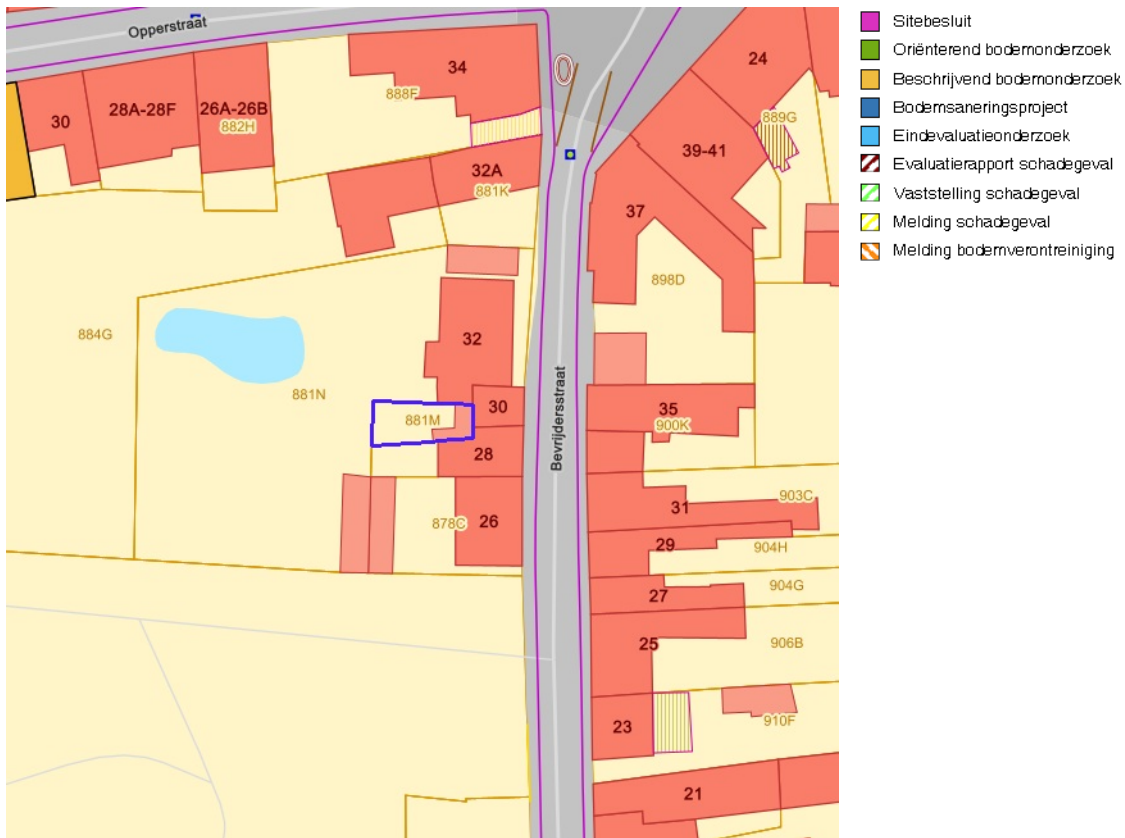 Opperstraat
34
24
888F
30
28A-28F
26A-26B
882H
889G
39-41
32A
881K
37
898D
884G
32
881N
881M
30
28
35
900K
Bevrijdersstraat
878C
26
903C
31
29
904H
27
904G
25
906B
23
910F
21
Sitebesluit
Oriënterend bodemonderzoek
Beschrijvend bodemonderzoek
Bodemsaneringsproject
Eindevaluatieonderzoek
Evaluatierapport schadegeval
Vaststelling schadegeval
Melding schadegeval
Melding bodemverontreiniging